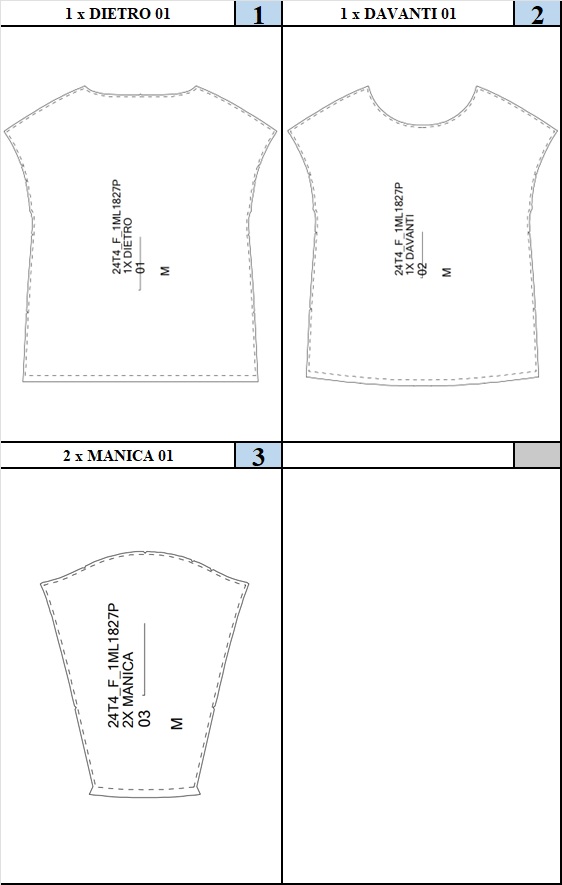 1 x DIETRO 01
1
1 x DAVANTI 01
2
24T4_F_1ML1827P
1X DIETRO
01
M
24T4_F_1ML1827P
1X DAVANTI
02
M
2 x MANICA 01
3
24T4_F_1ML1827P
2X MANICA
03
M